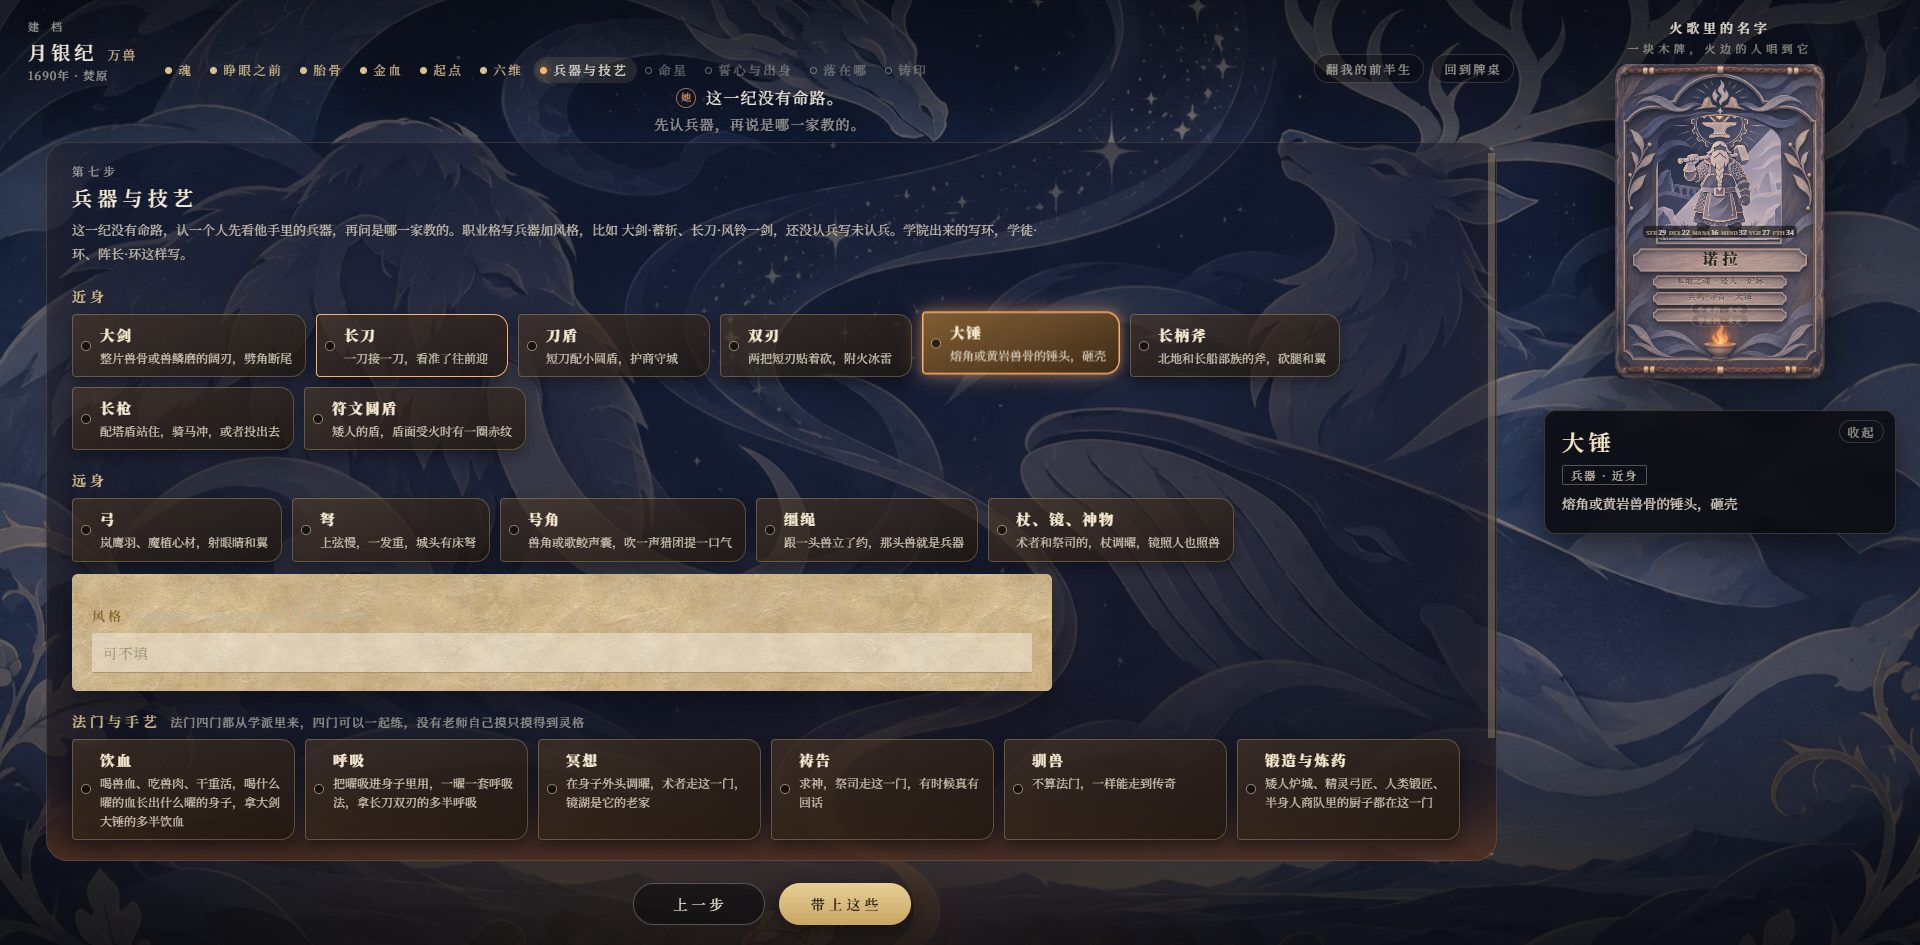 建 档
月银纪 万兽
1690年 · 焚原
魂 睁眼之前 胎骨 金血 起点 六维 兵器与技艺 命星 誓心与出身 落在哪 铸印
翻我的前半生 回到牌桌
她 这一纪没有命路。
先认兵器，再说是哪一家教的。
第七步
兵器与技艺
这一纪没有命路，认一个人先看他手里的兵器，再问是哪一家教的。职业格写兵器加风格，比如 大剑·蓄斩、长刀·风铃一剑，还没认兵写未认兵。学院出来的写环，学徒·
环、阵长·环这样写。
近身
大剑
整片兽骨或兽鳞磨的阔刃，劈角断尾
长刀
一刀接一刀，看准了往前迎
刀盾
短刀配小圆盾，护商守城
双刃
两把短刃贴着砍，附火冰雷
大锤
熔角或黄岩兽骨的锤头，砸壳
长柄斧
北地和长船部族的斧，砍腿和翼
长枪
配塔盾站住，骑马冲，或者投出去
符文圆盾
矮人的盾，盾面受火时有一圈赤纹
远身
弓
岚鹰羽、魔植心材，射眼睛和翼
弩
上弦慢，一发重，城头有床弩
号角
兽角或歌鲛声囊，吹一声猎团提一口气
缰绳
跟一头兽立了约，那头兽就是兵器
杖、镜、神物
术者和祭司的，杖调曜，镜照人也照兽
风格
可不填
法门与手艺 法门四门都从学派里来，四门可以一起练，没有老师自己摸只摸得到灵格
饮血
喝兽血、吃兽肉、干重活，喝什么
曜的血长出什么曜的身子，拿大剑
大锤的多半饮血
呼吸
把曜吸进身子里用，一曜一套呼吸
法，拿长刀双刃的多半呼吸
冥想
在身子外头调曜，术者走这一门，
镜湖是它的老家
祷告
求神，祭司走这一门，有时候真有
回话
驯兽
不算法门，一样能走到传奇
锻造与炼药
矮人炉城、精灵弓匠、人类锻匠、
半身人商队里的厨子都在这一门
上一步 带上这些
火歌里的名字
一块木牌，火边的人唱到它
STR 29 DEX 22 MANA 16 MIND 32 VGR 27 FTH 34
诺拉
本地之魂 · 矮人 · 炉脉
大锤
收起
兵器 · 近身
熔角或黄岩兽骨的锤头，砸壳